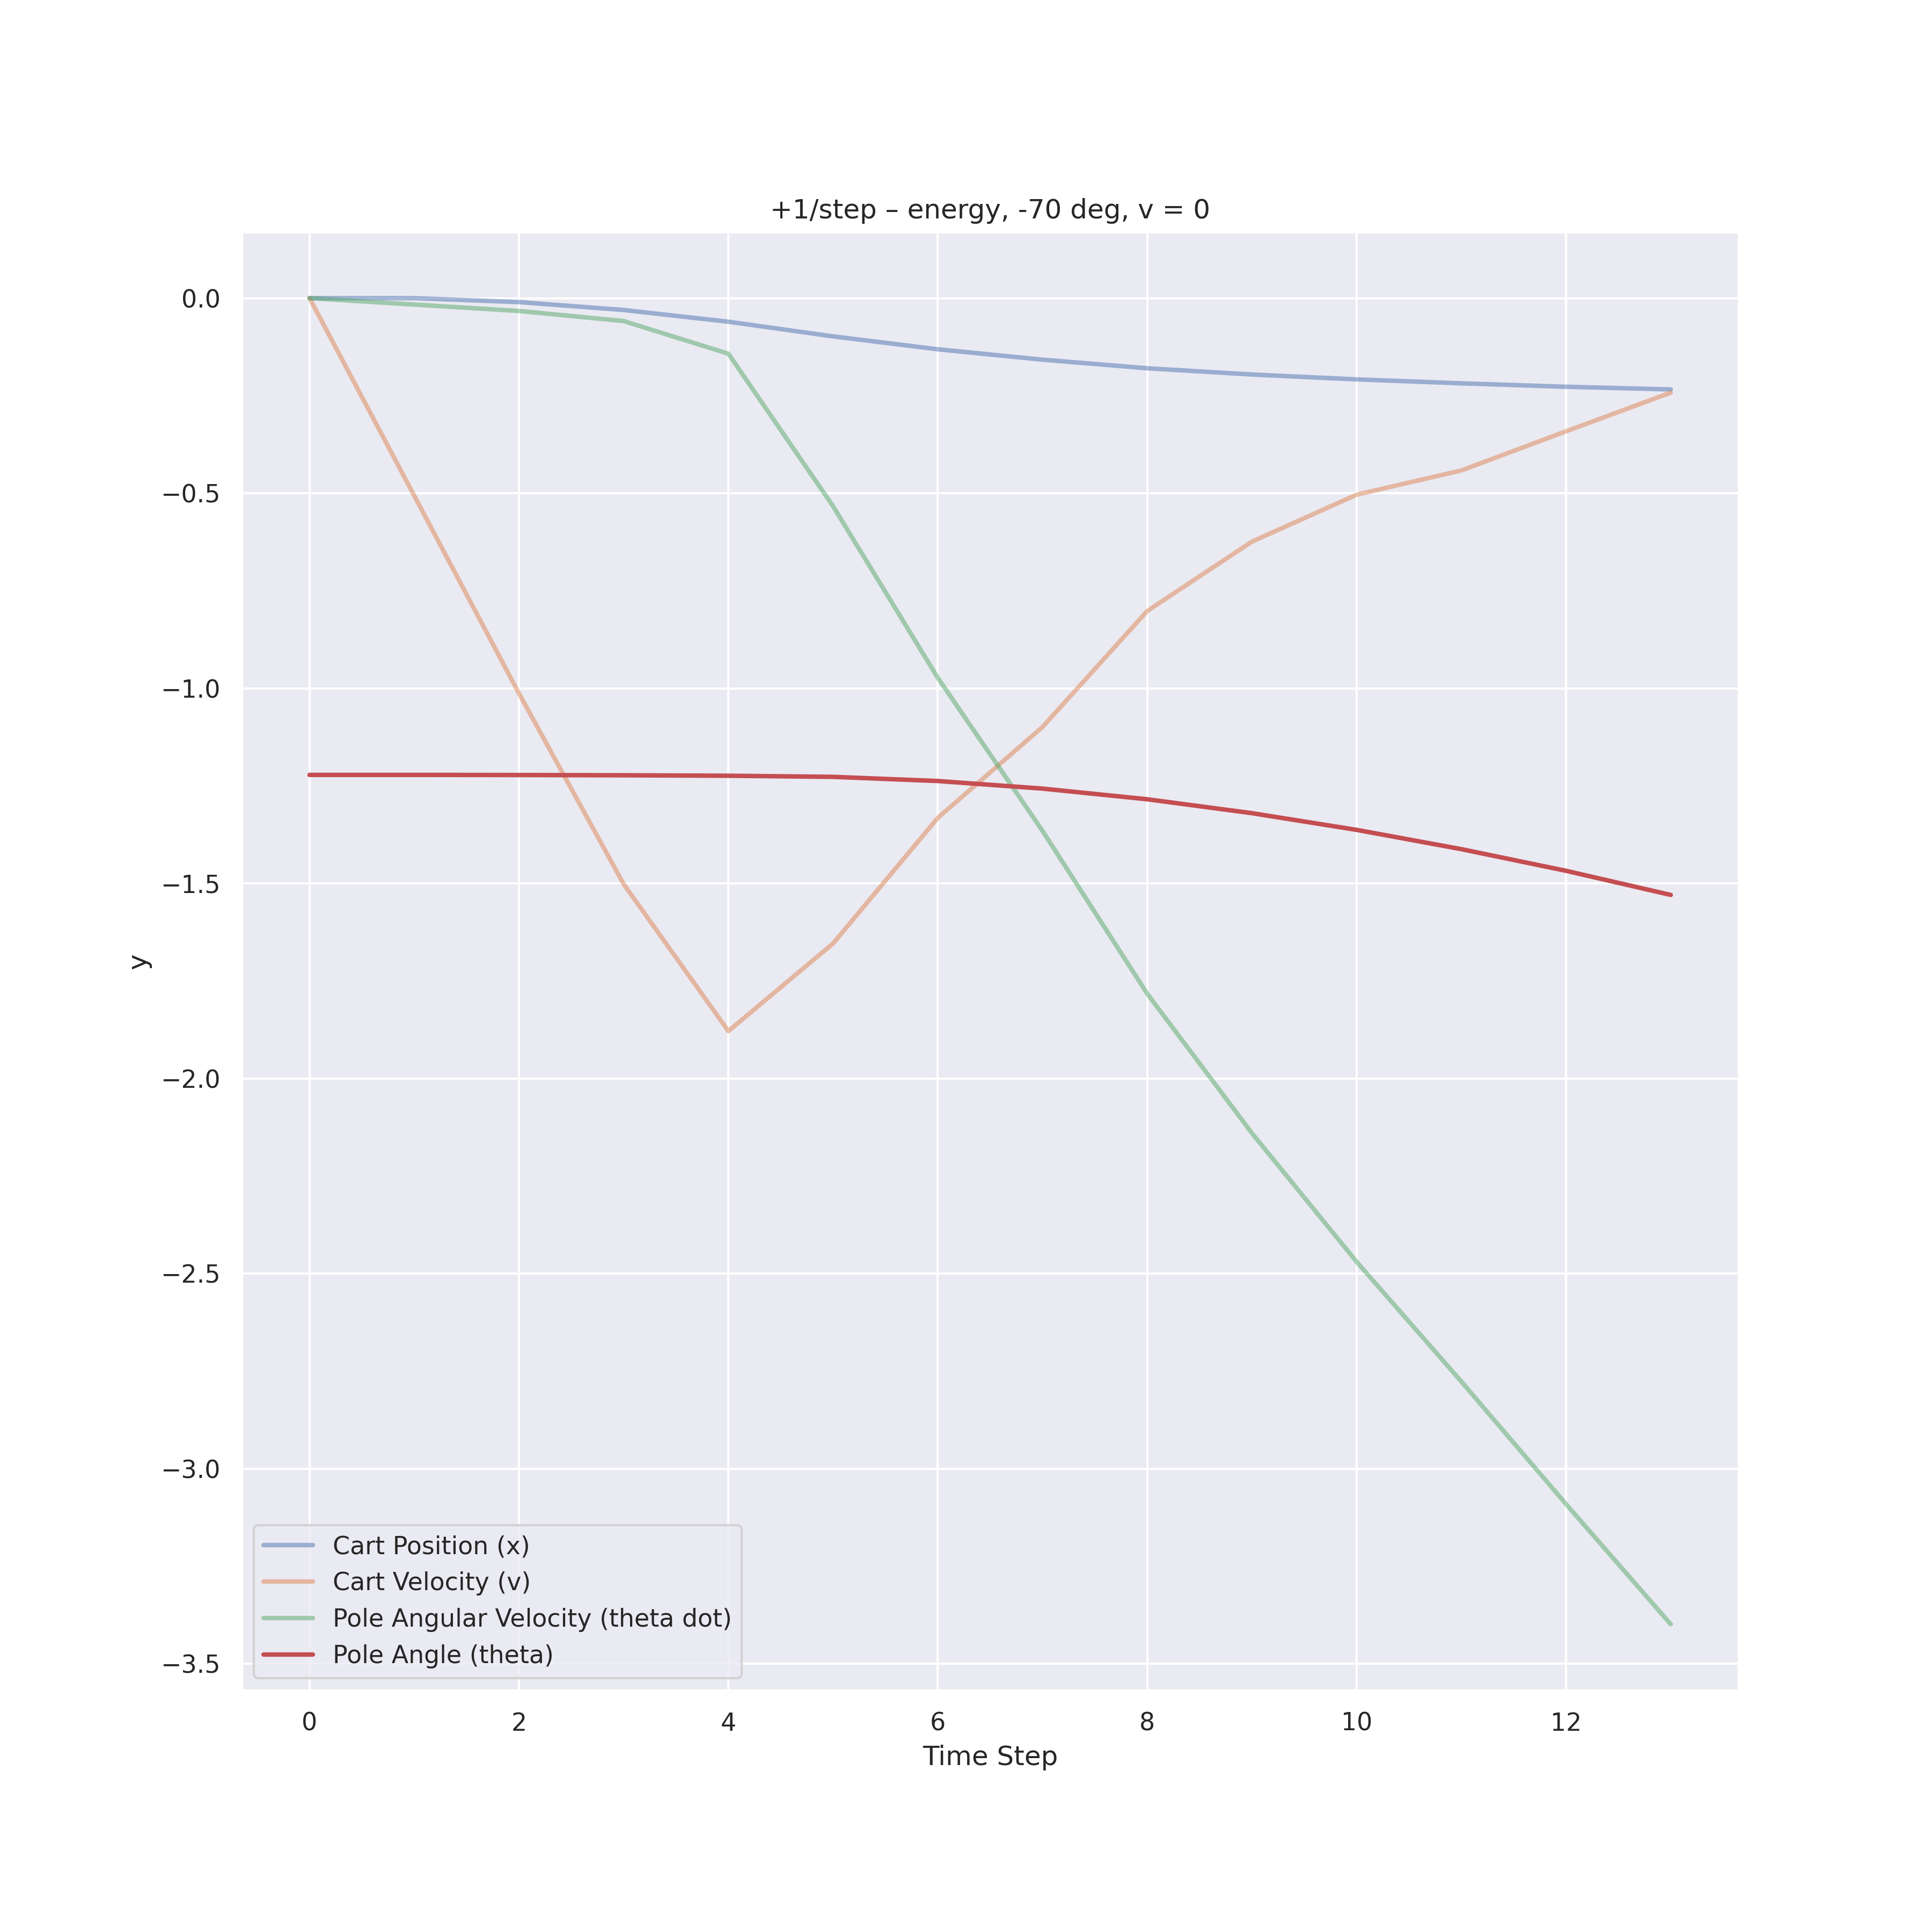 +1/step – energy, -70 deg, v = 0
0.0
−0.5
−1.0
−1.5
−2.0
−2.5
−3.0
−3.5
y
Cart Position (x)
Cart Velocity (v)
Pole Angular Velocity (theta dot)
Pole Angle (theta)
0 2 4 6 8 10 12
Time Step